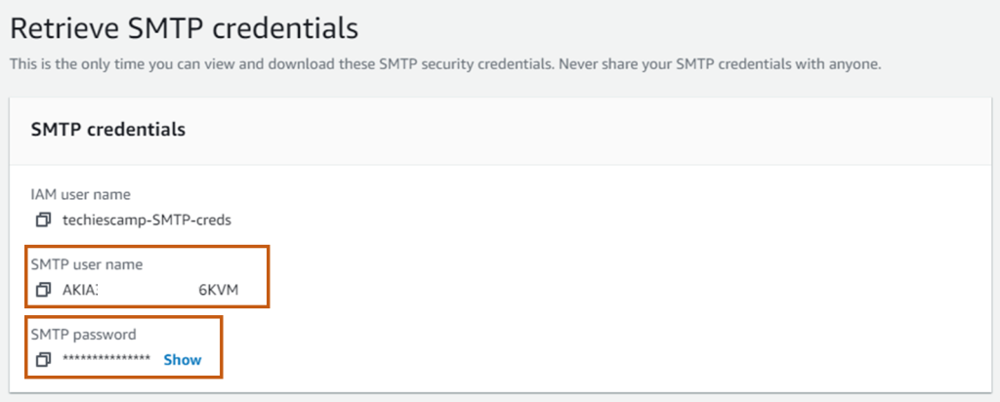 Retrieve SMTP credentials
This is the only time you can view and download these SMTP security credentials. Never share your SMTP credentials with anyone.
SMTP credentials
IAM user name
techiescamp-SMTP-creds
SMTP user name
AKIA 6KVM
SMTP password
*************** Show